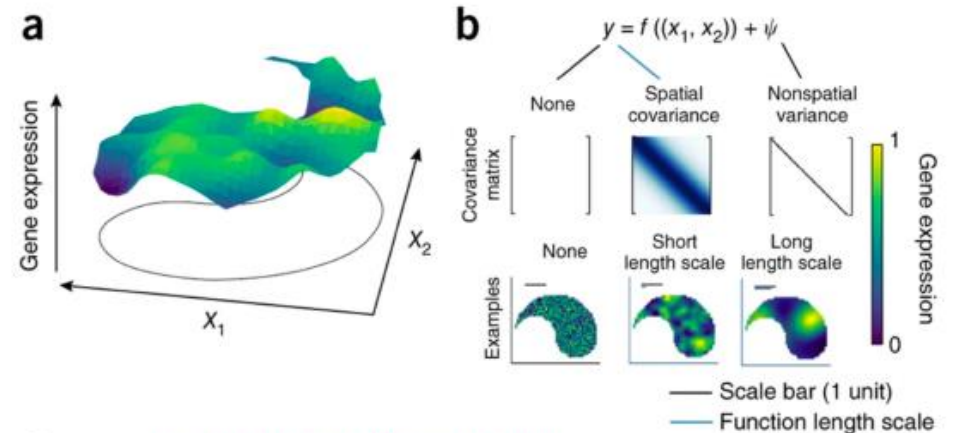 a
Gene expression
X₁
X₂
b
y = f ((x₁, x₂)) + ψ
None
Spatial
covariance
Nonspatial
variance
Covariance
matrix
None
Short
length scale
Long
length scale
Examples
1
Gene expression
0
Scale bar (1 unit)
Function length scale